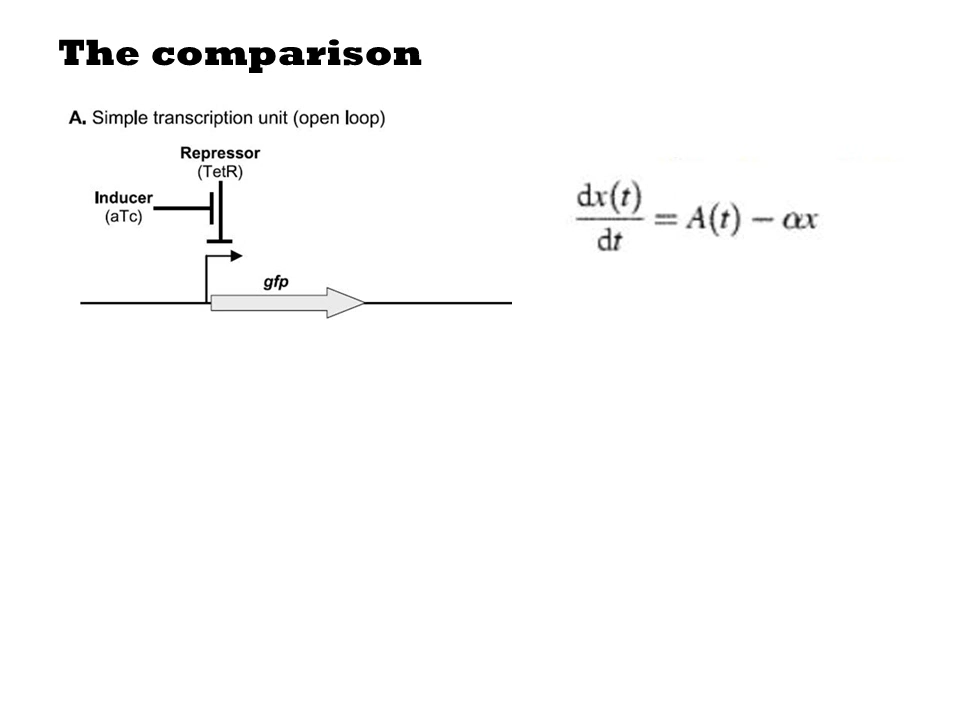 The comparison
A. Simple transcription unit (open loop)
Repressor
(TetR)
Inducer
(aTc)
gfp
dx(t)/dt = A(t) − αx